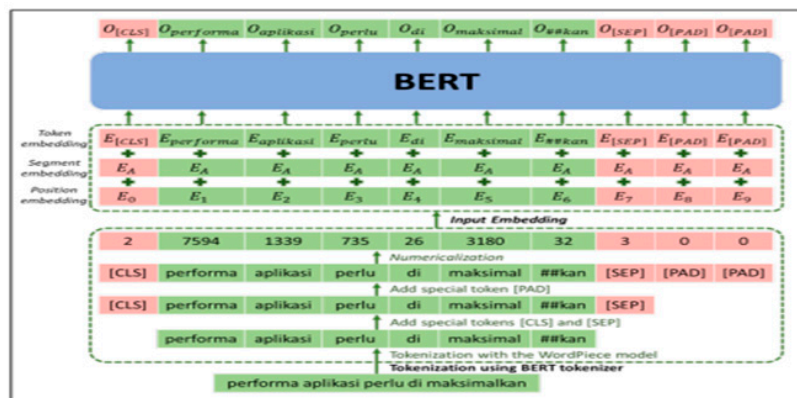 O[CLS] Operforma Oaplikasi Operlu Odi Omaksimal O##kan O[SEP] O[PAD] O[PAD]
BERT
Token embedding E[CLS] Eperforma Eaplikasi Eperlu Edi Emaksimal E##kan E[SEP] E[PAD] E[PAD]
+ + + + + + + + + +
Segment embedding EA EA EA EA EA EA EA EA EA EA
+ + + + + + + + + +
Position embedding E0 E1 E2 E3 E4 E5 E6 E7 E8 E9
Input Embedding
2 7594 1339 735 26 3180 32 3 0 0
Numericalization
[CLS] performa aplikasi perlu di maksimal ##kan [SEP] [PAD] [PAD]
Add special token [PAD]
[CLS] performa aplikasi perlu di maksimal ##kan [SEP]
Add special tokens [CLS] and [SEP]
performa aplikasi perlu di maksimal ##kan
Tokenization with the WordPiece model
Tokenization using BERT tokenizer
performa aplikasi perlu di maksimalkan